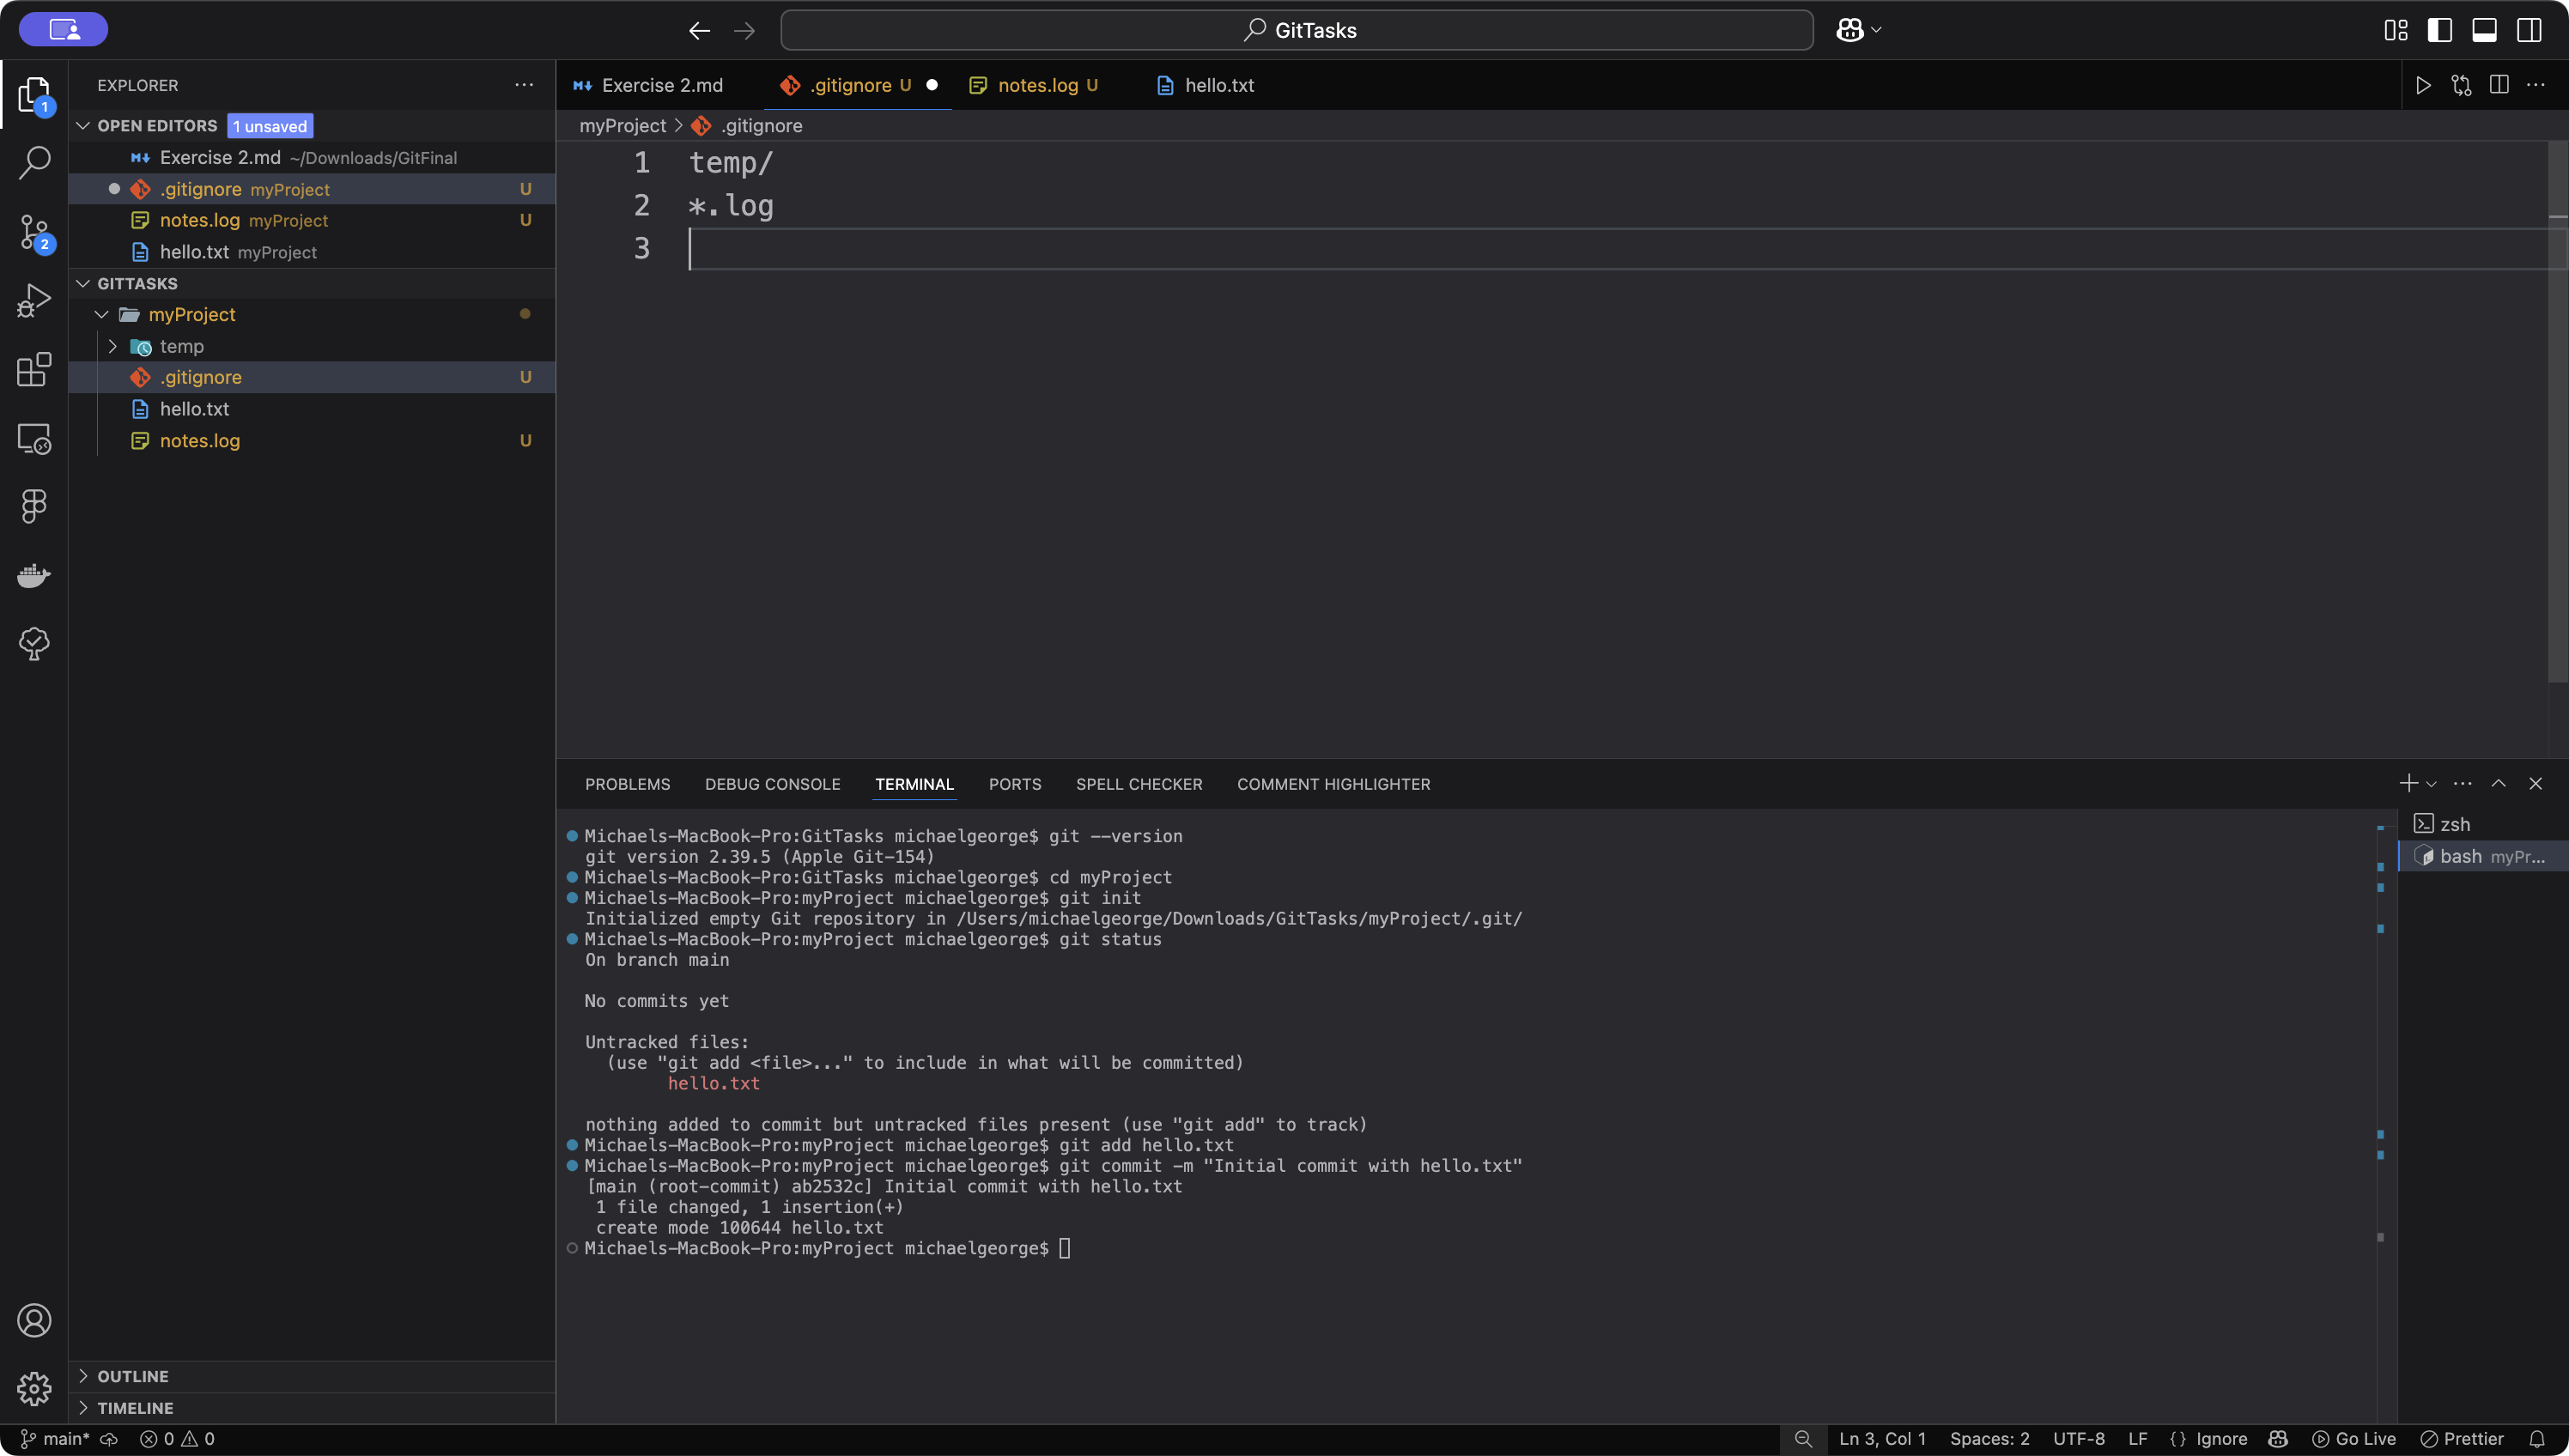 GitTasks
EXPLORER
1
OPEN EDITORS 1 unsaved
Exercise 2.md ~/Downloads/GitFinal
.gitignore myProject U
notes.log myProject U
hello.txt myProject
2
GITTASKS
myProject
temp
.gitignore U
hello.txt
notes.log U
OUTLINE
TIMELINE
Exercise 2.md .gitignore U notes.log U hello.txt
myProject > .gitignore
1 temp/
2 *.log
3
PROBLEMS DEBUG CONSOLE TERMINAL PORTS SPELL CHECKER COMMENT HIGHLIGHTER
Michaels-MacBook-Pro:GitTasks michaelgeorge$ git --version
git version 2.39.5 (Apple Git-154)
Michaels-MacBook-Pro:GitTasks michaelgeorge$ cd myProject
Michaels-MacBook-Pro:myProject michaelgeorge$ git init
Initialized empty Git repository in /Users/michaelgeorge/Downloads/GitTasks/myProject/.git/
Michaels-MacBook-Pro:myProject michaelgeorge$ git status
On branch main
No commits yet
Untracked files:
(use "git add <file>..." to include in what will be committed)
hello.txt
nothing added to commit but untracked files present (use "git add" to track)
Michaels-MacBook-Pro:myProject michaelgeorge$ git add hello.txt
Michaels-MacBook-Pro:myProject michaelgeorge$ git commit -m "Initial commit with hello.txt"
[main (root-commit) ab2532c] Initial commit with hello.txt
1 file changed, 1 insertion(+)
create mode 100644 hello.txt
Michaels-MacBook-Pro:myProject michaelgeorge$
zsh
bash myPr...
main* 0 0 Ln 3, Col 1 Spaces: 2 UTF-8 LF {} Ignore Go Live Prettier